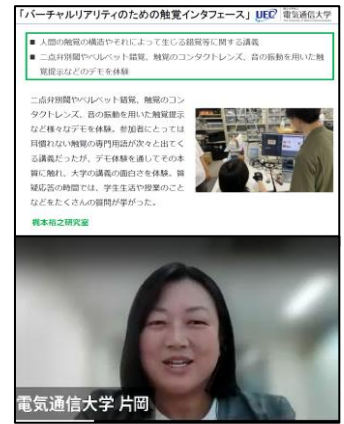 「バーチャルリアリティのための触覚インタフェース」 UEC 電気通信大学
■ 人間の触覚の構造やそれによって生じる錯覚等に関する講義
■ 二点弁別閾やベルベット錯覚、触覚のコンタクトレンズ、音の振動を用いた触
覚提示などのデモを体験
二点弁別閾やベルベット錯覚、触覚のコン
タクトレンズ、音の振動を用いた触覚提示
など様々なデモを体験。参加者にとっては
耳慣れない触覚の専門用語が次々と出てく
る講義だったが、デモ体験を通してその本
質に触れ、大学の講義の面白さを体験。質
疑応答の時間では、学生生活や授業のこと
などをたくさんの質問が挙がった。
梶本裕之研究室
電気通信大学 片岡